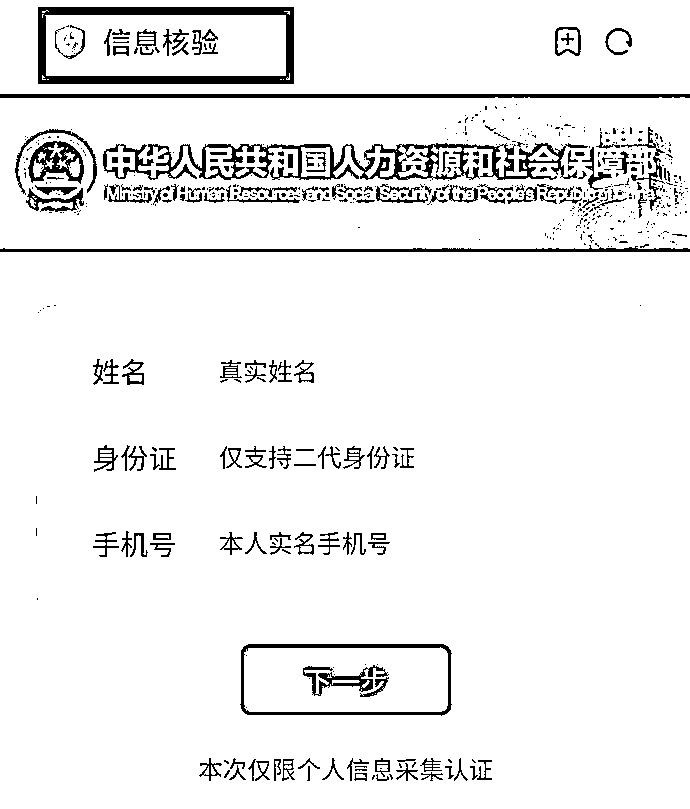 信息核验
中华人民共和国人力资源和社会保障部
Ministry of Human Resources and Social Security of the People's Republic of China
姓名 真实姓名
身份证 仅支持二代身份证
手机号 本人实名手机号
下一步
本次仅限个人信息采集认证